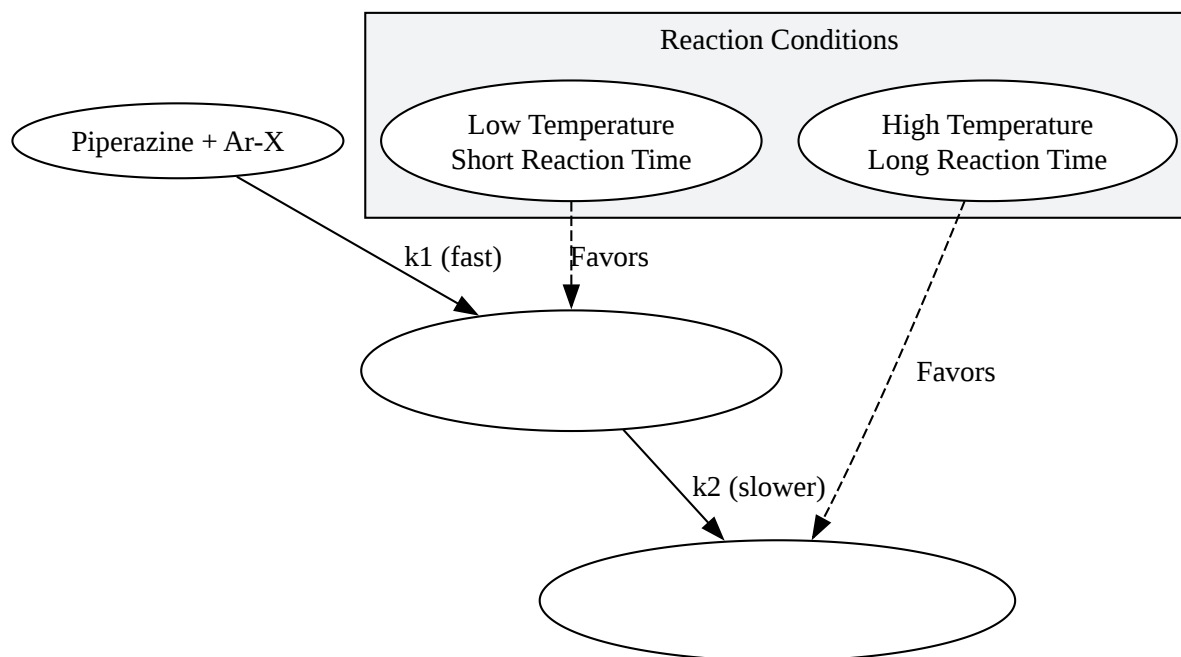 Reaction Conditions
Piperazine + Ar-X
Low Temperature
Short Reaction Time
High Temperature
Long Reaction Time
k1 (fast)
Favors
Favors
k2 (slower)